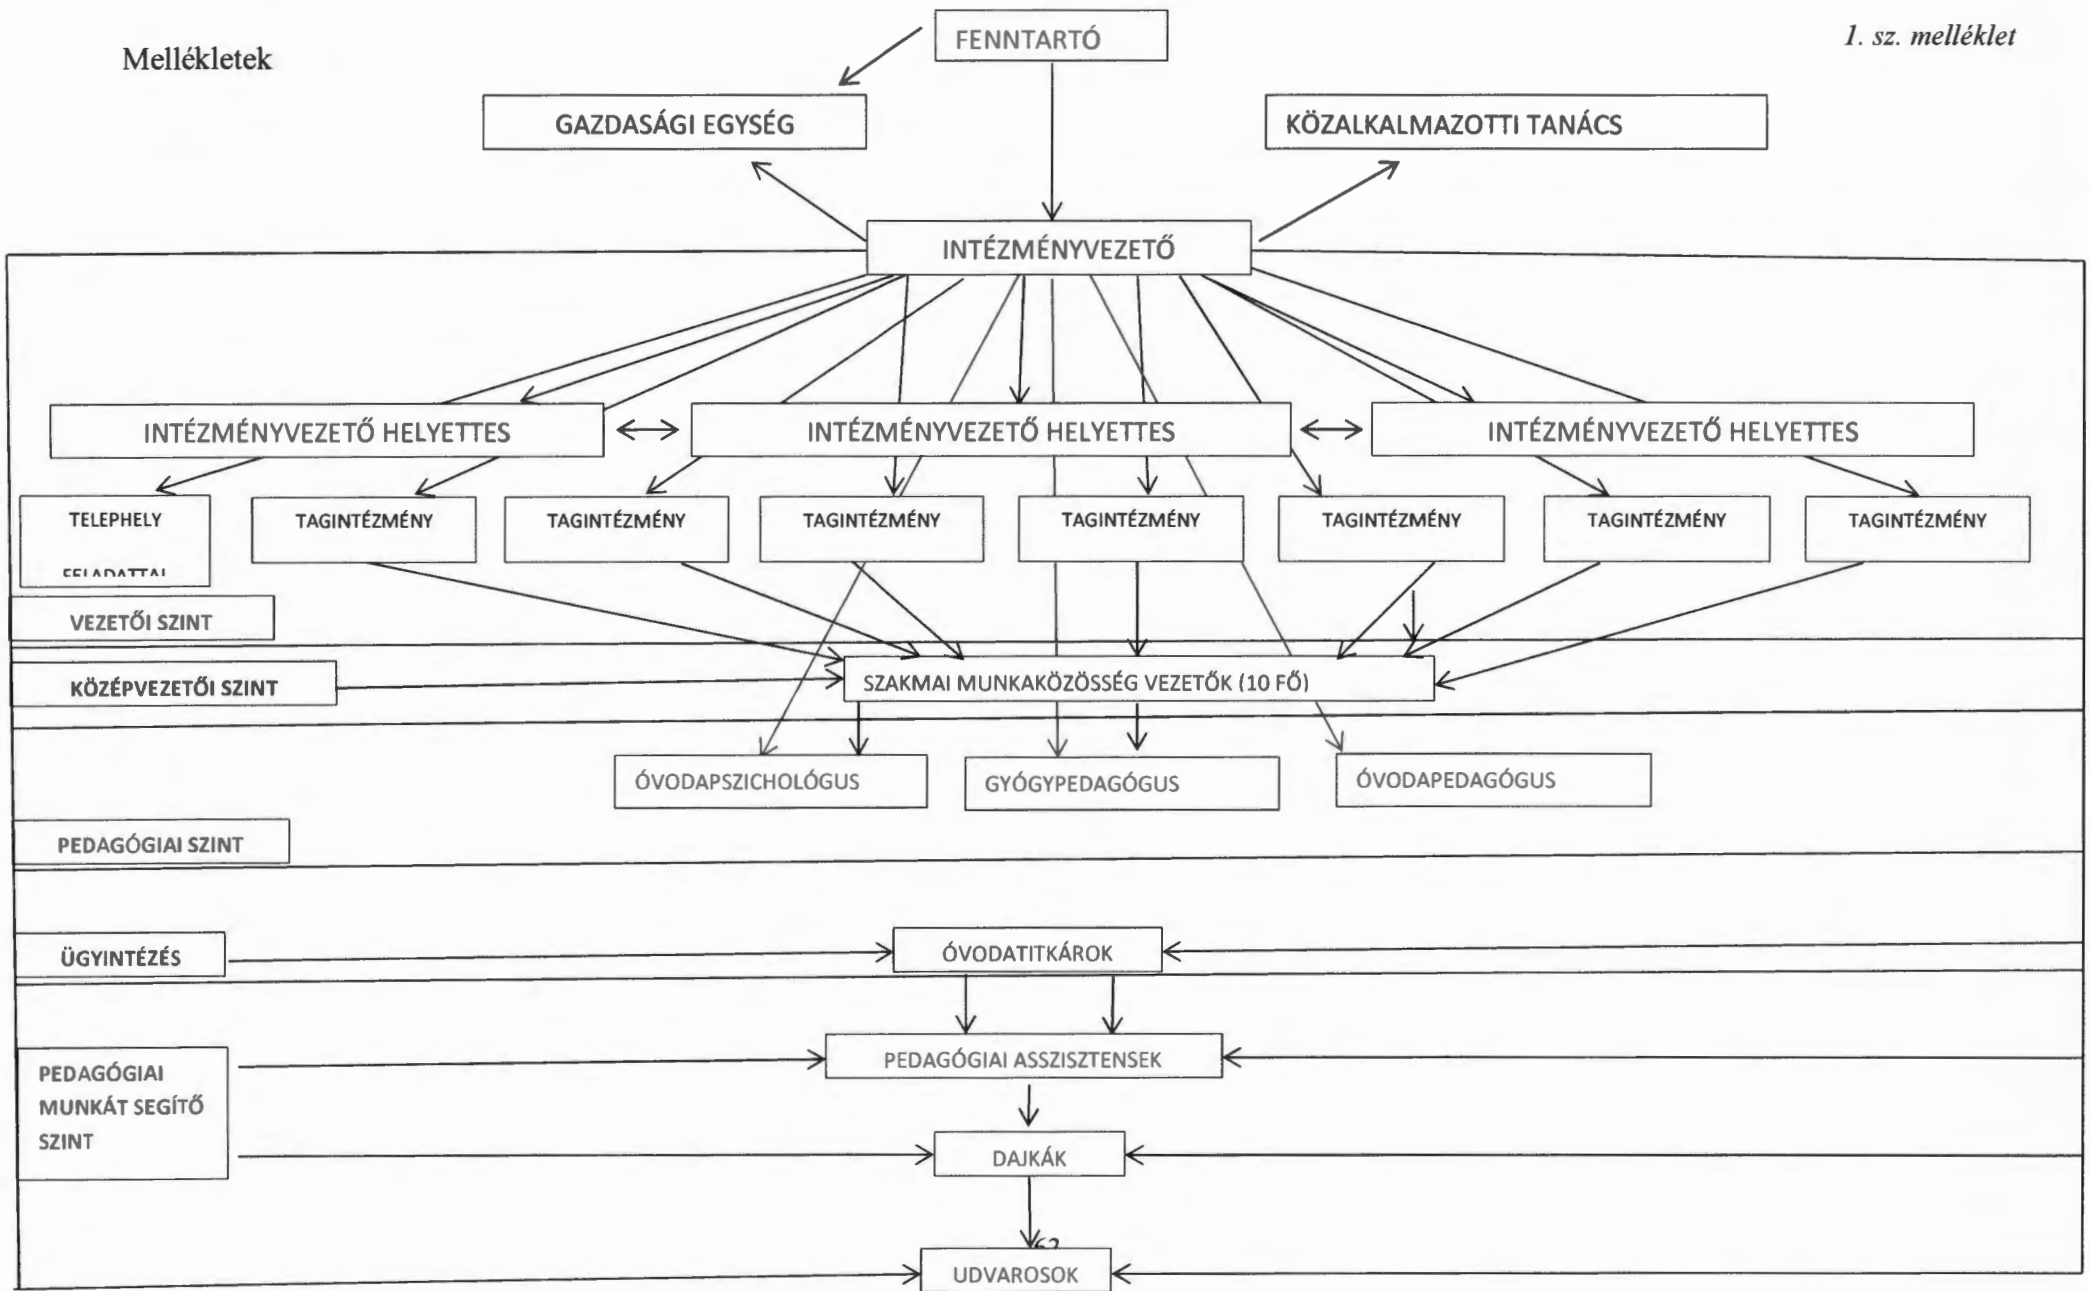 FENNTARTÓ
1. sz. melléklet
Mellékletek
GAZDASÁGI EGYSÉG
KÖZALKALMAZOTTI TANÁCS
INTÉZMÉNYVEZETŐ
INTÉZMÉNYVEZETŐ HELYETTES
INTÉZMÉNYVEZETŐ HELYETTES
INTÉZMÉNYVEZETŐ HELYETTES
TELEPHELY
FELADATTAL
TAGINTÉZMÉNY
TAGINTÉZMÉNY
TAGINTÉZMÉNY
TAGINTÉZMÉNY
TAGINTÉZMÉNY
TAGINTÉZMÉNY
TAGINTÉZMÉNY
VEZETŐI SZINT
KÖZÉPVEZETŐI SZINT
SZAKMAI MUNKAKÖZÖSSÉG VEZETŐK (10 FŐ)
ÓVODAPSZICHOLÓGUS
GYÓGYPEDAGÓGUS
ÓVODAPEDAGÓGUS
PEDAGÓGIAI SZINT
ÜGYINTÉZÉS
ÓVODATITKÁROK
PEDAGÓGIAI
MUNKÁT SEGÍTŐ
SZINT
PEDAGÓGIAI ASSZISZTENSEK
DAJKÁK
62
UDVAROSOK